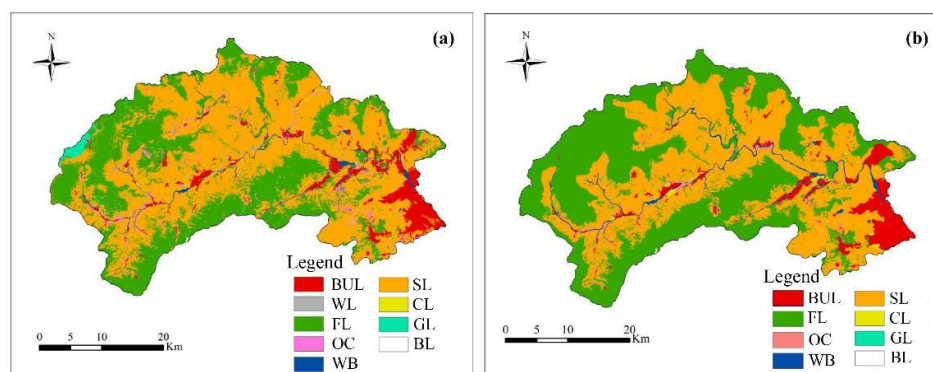 N
(a)
Legend
BUL SL
WL CL
FL GL
OC BL
WB
0 5 10 20
Km
N
(b)
Legend
BUL SL
FL CL
OC GL
WB BL
0 5 10 20
Km